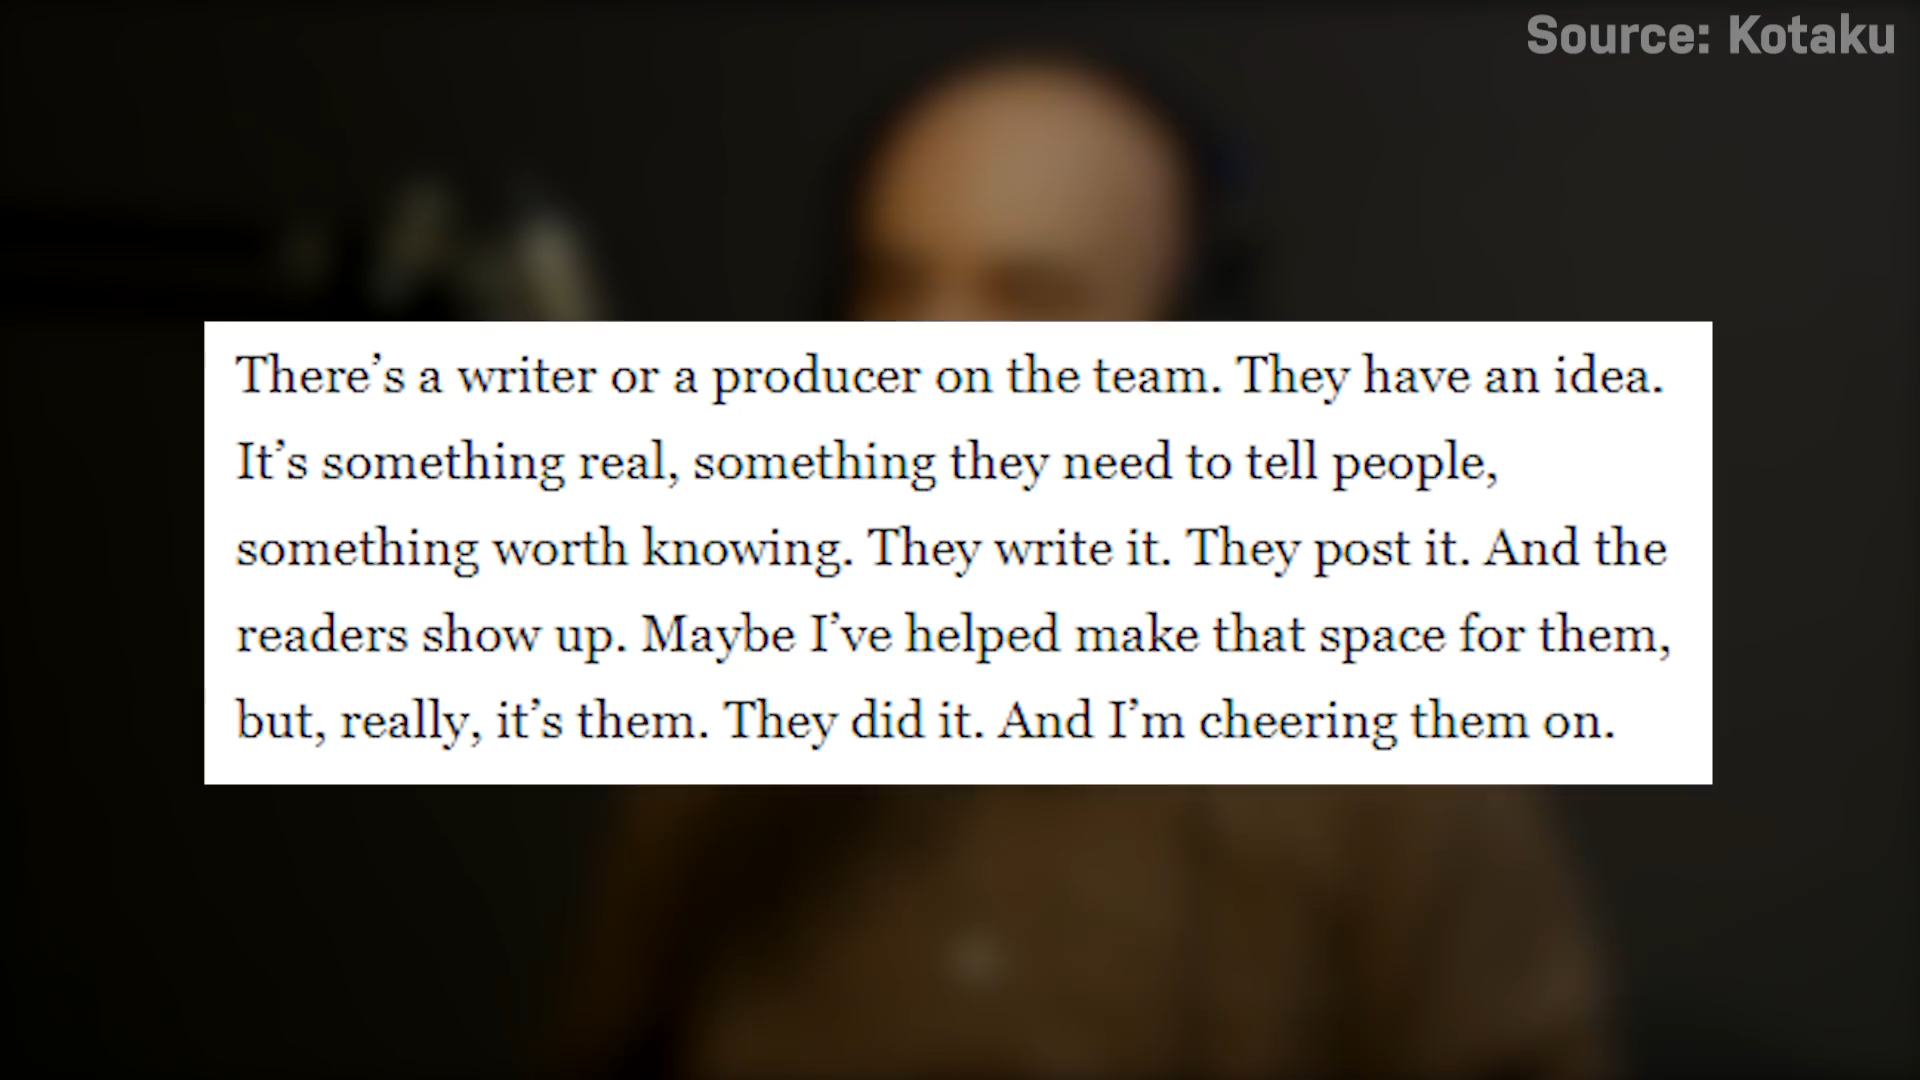 Source: Kotaku
There’s a writer or a producer on the team. They have an idea.
It’s something real, something they need to tell people,
something worth knowing. They write it. They post it. And the
readers show up. Maybe I’ve helped make that space for them,
but, really, it’s them. They did it. And I’m cheering them on.